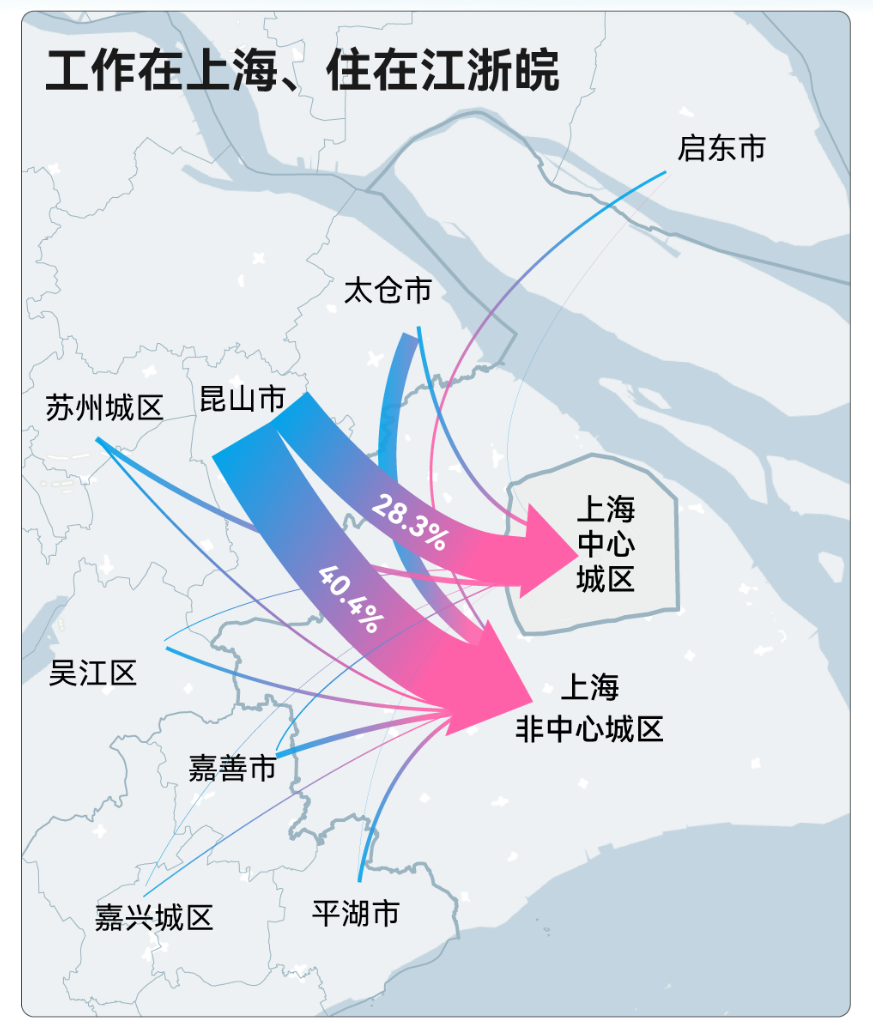 工作在上海、住在江浙皖
启东市
太仓市
苏州城区
昆山市
28.3%
上海
中心
城区
40.4%
吴江区
上海
非中心城区
嘉善市
嘉兴城区
平湖市